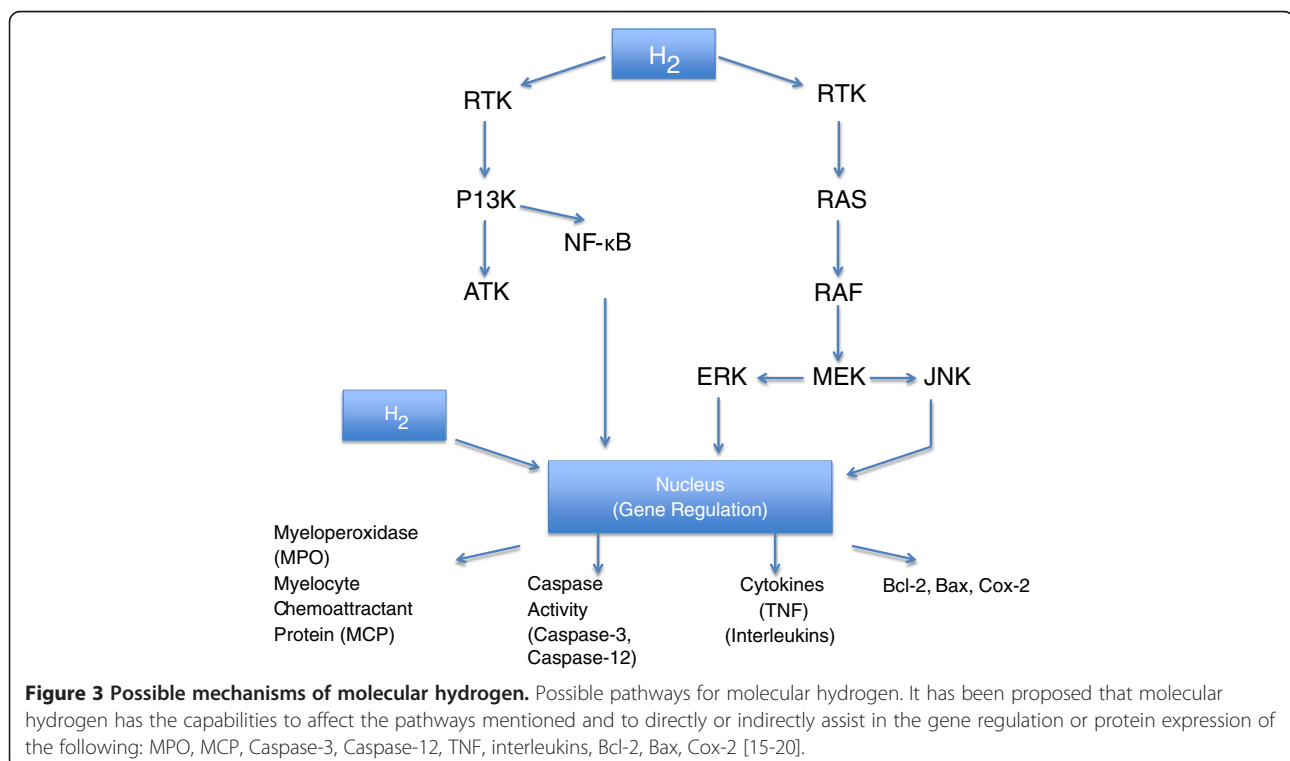 H2
RTK
RTK
P13K
RAS
NF-κB
ATK
RAF
ERK
MEK
JNK
H2
Nucleus
(Gene Regulation)
Myeloperoxidase
(MPO)
Myelocyte
Chemoattractant
Protein (MCP)
Caspase
Activity
(Caspase-3,
Caspase-12)
Cytokines
(TNF)
(Interleukins)
Bcl-2, Bax, Cox-2
Figure 3 Possible mechanisms of molecular hydrogen. Possible pathways for molecular hydrogen. It has been proposed that molecular
hydrogen has the capabilities to affect the pathways mentioned and to directly or indirectly assist in the gene regulation or protein expression of
the following: MPO, MCP, Caspase-3, Caspase-12, TNF, interleukins, Bcl-2, Bax, Cox-2 [15-20].